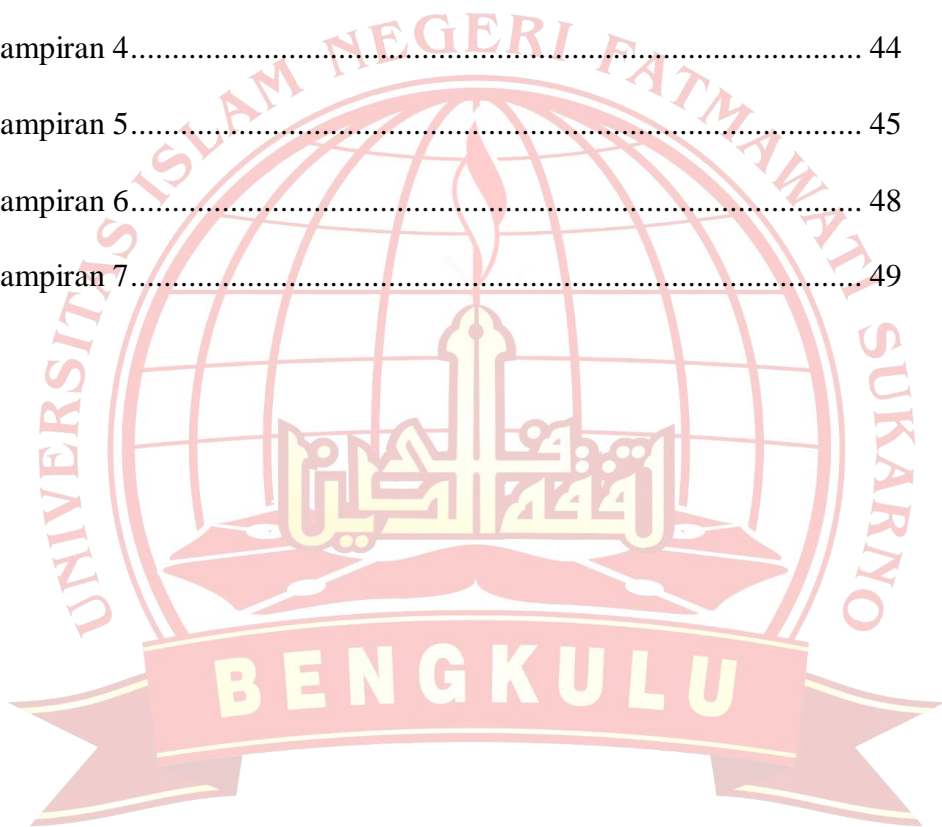 ampiran 4........................................................................................ 44
ampiran 5........................................................................................ 45
ampiran 6........................................................................................ 48
ampiran 7........................................................................................ 49
UNIVERSITAS ISLAM NEGERI FATMAWATI SUKARNO
BENGKULU